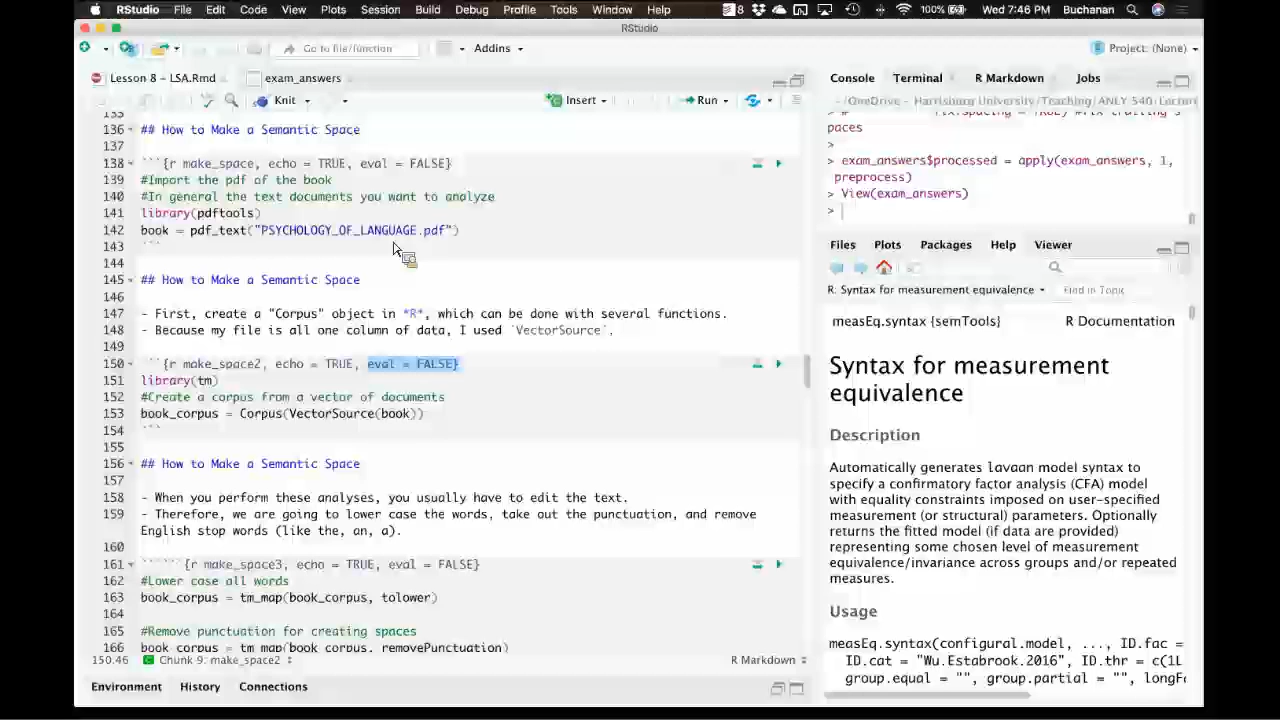 RStudio File Edit Code View Plots Session Build Debug Profile Tools Window Help 8 100% Wed 7:46 PM Buchanan
RStudio
Go to file/function Addins Project: (None)
Lesson 8 - LSA.Rmd exam_answers
Knit Insert Run
135
136 ## How to Make a Semantic Space
137
138 ```{r make_space, echo = TRUE, eval = FALSE}
139 #Import the pdf of the book
140 #In general the text documents you want to analyze
141 library(pdftools)
142 book = pdf_text("PSYCHOLOGY_OF_LANGUAGE.pdf")
143 ```
144
145 ## How to Make a Semantic Space
146
147 - First, create a "Corpus" object in *R*, which can be done with several functions.
148 - Because my file is all one column of data, I used `VectorSource`.
149
150 ```{r make_space2, echo = TRUE, eval = FALSE}
151 library(tm)
152 #Create a corpus from a vector of documents
153 book_corpus = Corpus(VectorSource(book))
154 ```
155
156 ## How to Make a Semantic Space
157
158 - When you perform these analyses, you usually have to edit the text.
159 - Therefore, we are going to lower case the words, take out the punctuation, and remove
English stop words (like the, an, a).
160
161 ```{r make_space3, echo = TRUE, eval = FALSE}
162 #Lower case all words
163 book_corpus = tm_map(book_corpus, tolower)
164
165 #Remove punctuation for creating spaces
166 book_corpus = tm_map(book_corpus, removePunctuation)
150:46 Chunk 9: make_space2 R Markdown
Environment History Connections
Console Terminal R Markdown Jobs
~/OneDrive - Harrisburg University/Teaching/ANLY 540/Lectur
paces
>
> exam_answers$processed = apply(exam_answers, 1,
preprocess)
> View(exam_answers)
>
Files Plots Packages Help Viewer
R: Syntax for measurement equivalence Find in Topic
measEq.syntax {semTools} R Documentation
Syntax for measurement
equivalence
Description
Automatically generates lavaan model syntax to
specify a confirmatory factor analysis (CFA) model
with equality constraints imposed on user-specified
measurement (or structural) parameters. Optionally
returns the fitted model (if data are provided)
representing some chosen level of measurement
equivalence/invariance across groups and/or repeated
measures.
Usage
measEq.syntax(configural.model, ..., ID.fac =
ID.cat = "Wu.Estabrook.2016", ID.thr = c(1L
group.equal = "", group.partial = "", longFa